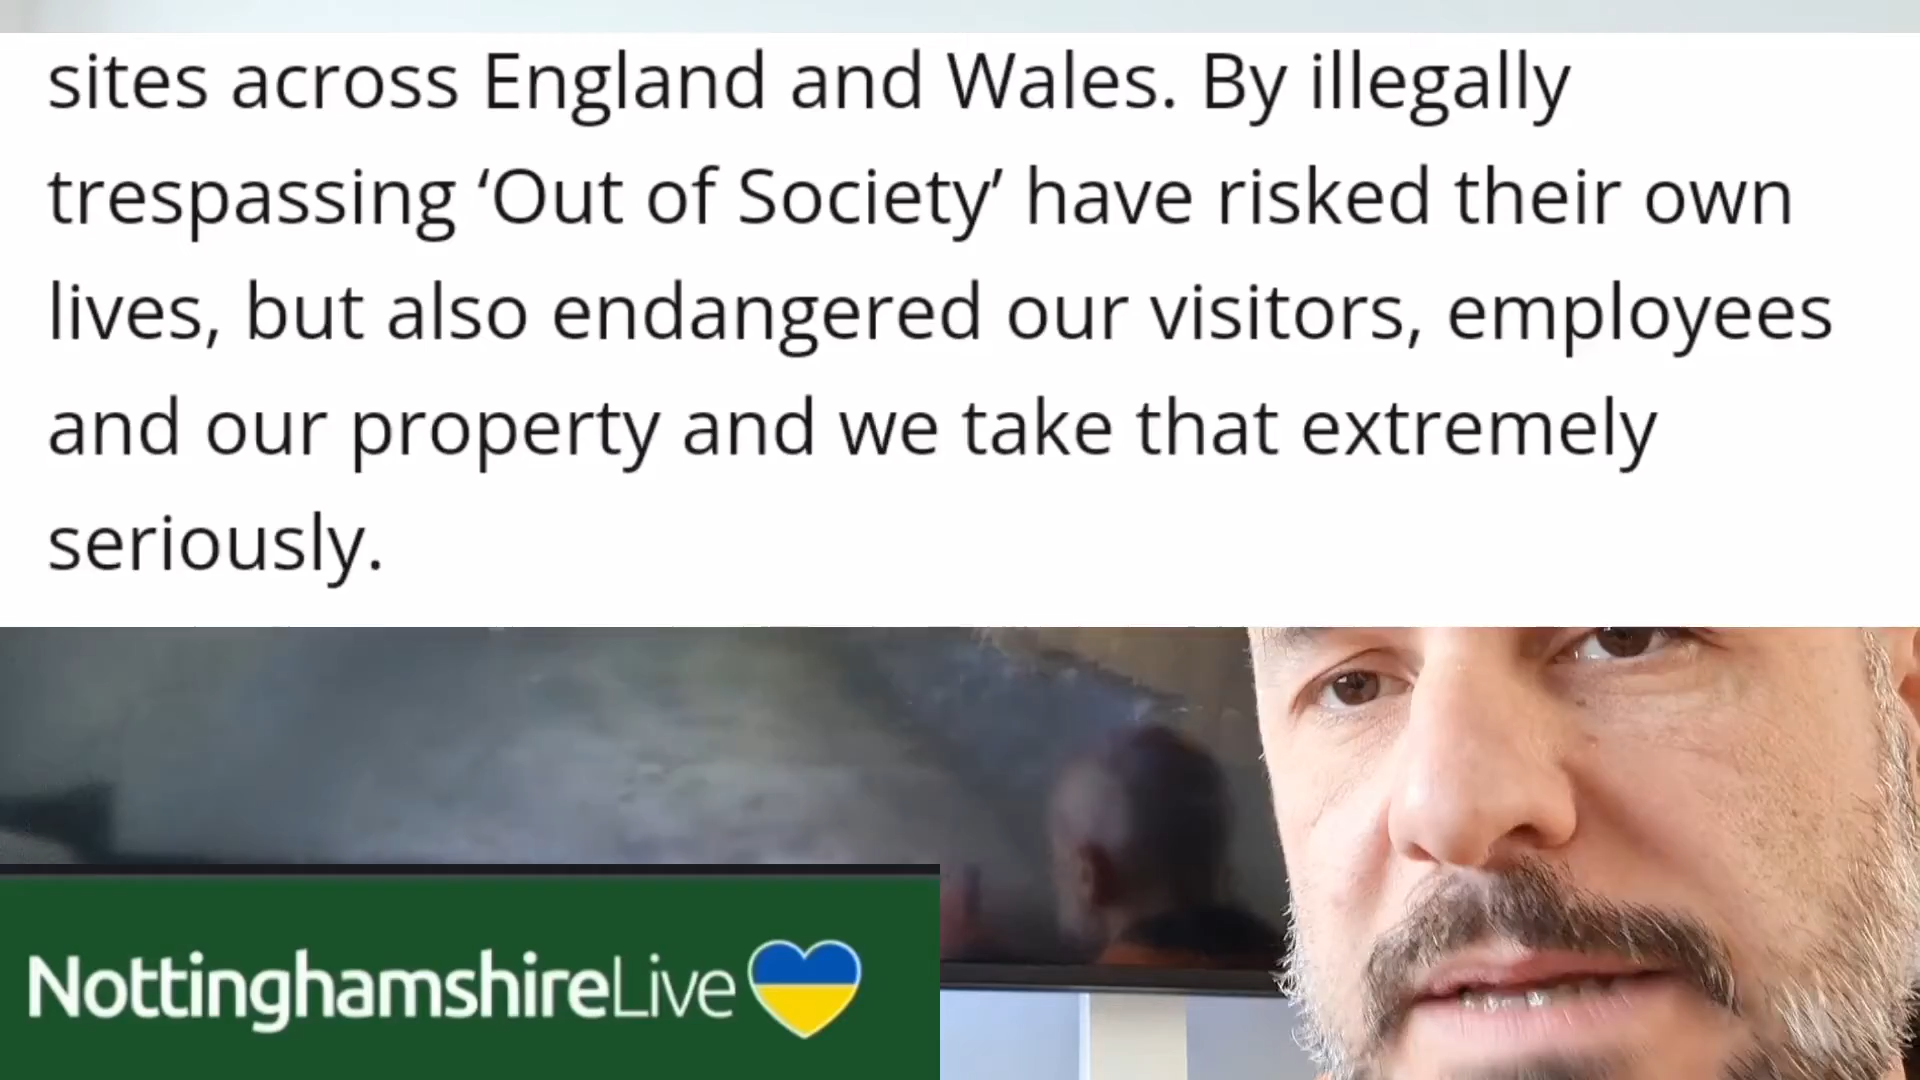 sites across England and Wales. By illegally
trespassing ‘Out of Society’ have risked their own
lives, but also endangered our visitors, employees
and our property and we take that extremely
seriously.
NottinghamshireLive